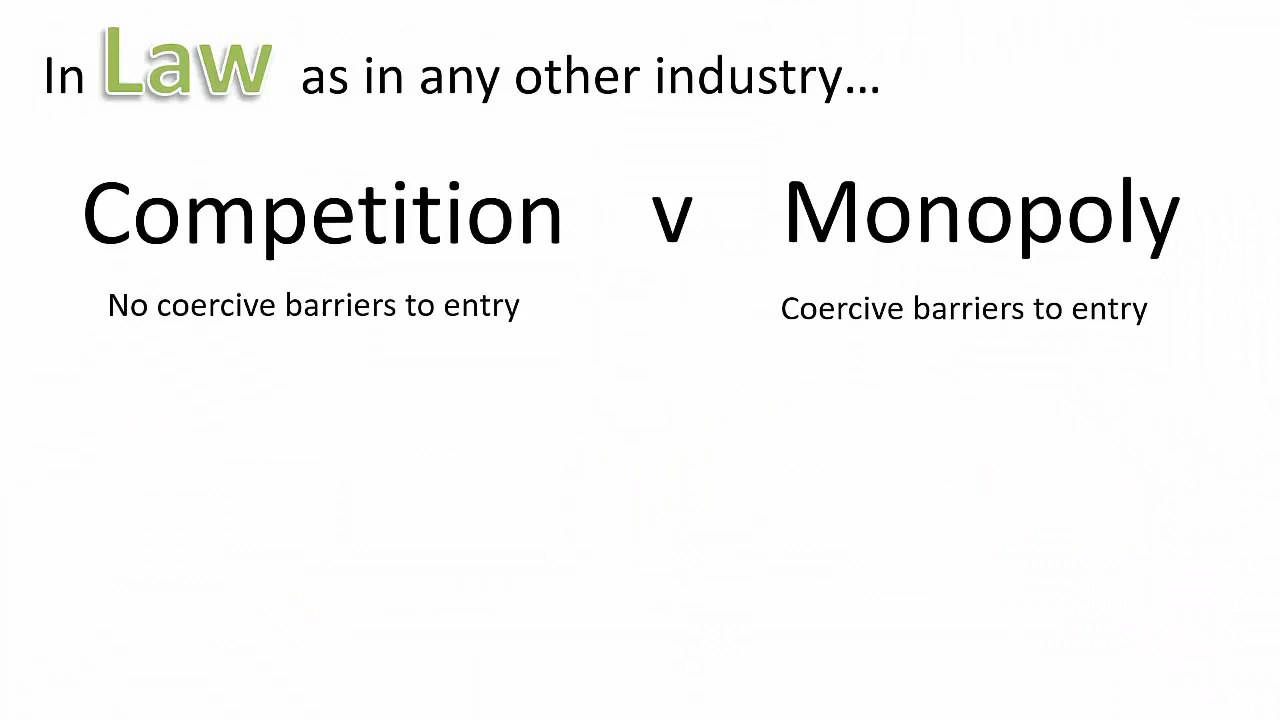 In Law as in any other industry…
Competition v Monopoly
No coercive barriers to entry Coercive barriers to entry